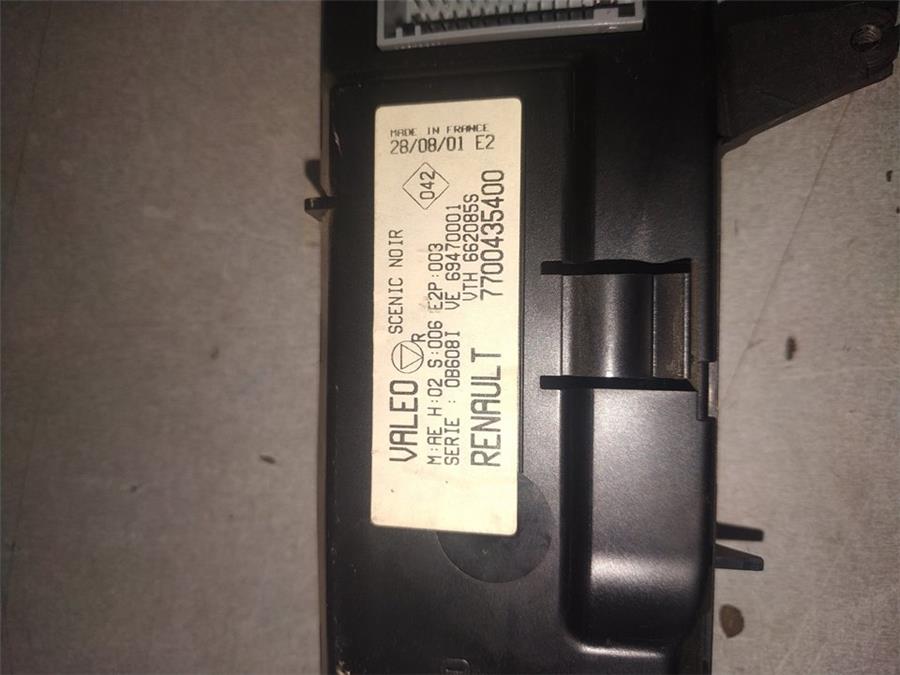 MADE IN FRANCE
28/08/01 E2
042
VALEO R SCENIC NOIR
M:AE H:02 S:006 E2P:003
SERIE : 0B608I VE 69470001
VTH 662085S
RENAULT 7700435400